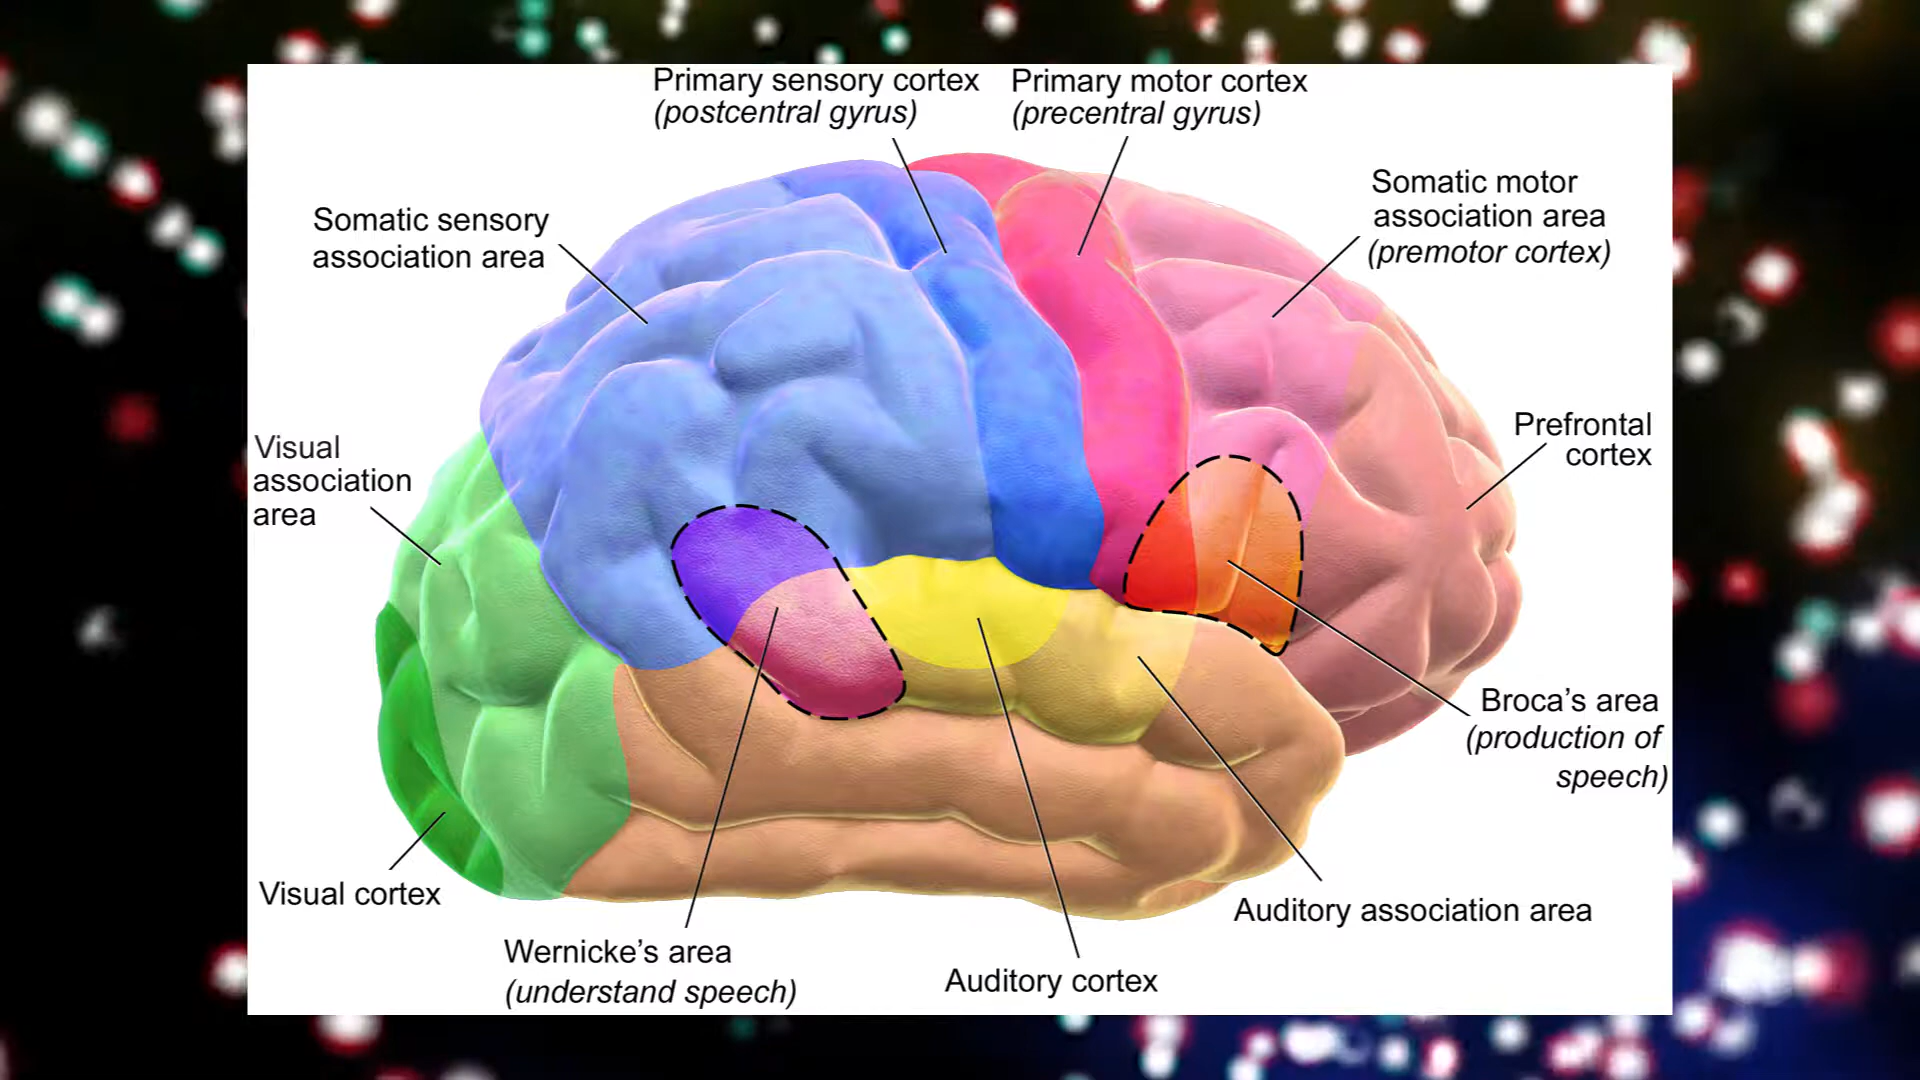 Primary sensory cortex
(postcentral gyrus)
Primary motor cortex
(precentral gyrus)
Somatic motor
association area
(premotor cortex)
Somatic sensory
association area
Prefrontal
cortex
Visual
association
area
Broca’s area
(production of
speech)
Visual cortex
Auditory association area
Wernicke’s area
(understand speech)
Auditory cortex